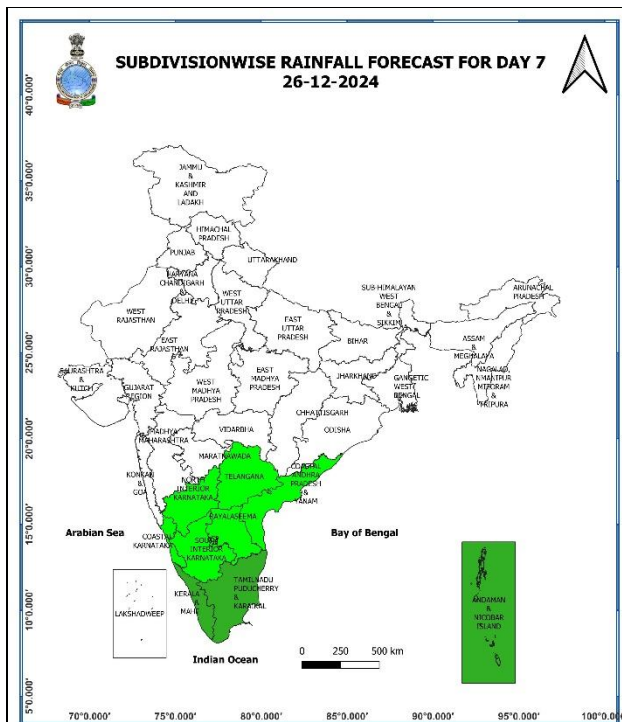 SUBDIVISIONWISE RAINFALL FORECAST FOR DAY 7
26-12-2024
40°0.000'
35°0.000'
30°0.000'
25°0.000'
20°0.000'
15°0.000'
10°0.000'
5°0.000'
JAMMU
&
KASHMIR
AND
LADAKH
HIMACHAL
PRADESH
PUNJAB
UTTARAKHAND
HARYANA
CHANDIGARH
&
DELHI
WEST
UTTAR
PRADESH
WEST
RAJASTHAN
EAST
RAJASTHAN
EAST
UTTAR
PRADESH
SUB-HIMALAYAN
WEST
BENGAL
&
SIKKIM
ARUNACHAL
PRADESH
BIHAR
ASSAM
&
MEGHALAYA
NAGALAD,
MANIPUR
MIZORAM
&
TRIPURA
SAURASHTRA
&
KUTCH
GUJARAT
REGION
WEST
MADHYA
PRADESH
EAST
MADHYA
PRADESH
JHARKHAND
GANGETIC
WEST
BENGAL
CHHATTISGARH
ODISHA
VIDARBHA
MADHYA
MAHARASHTRA
MARATHAWADA
KONKAN
&
GOA
NORTH
INTERIOR
KARNATAKA
TELANGANA
COASTAL
ANDHRA
PRADESH
&
YANAM
RAYALASEEMA
COASTAL
KARNATAKA
SOUTH
INTERIOR
KARNATAKA
TAMILNADU
PUDUCHERRY
&
KARAIKAL
KERALA
&
MAHE
LAKSHADWEEP
ANDAMAN
&
NICOBAR
ISLAND
Arabian Sea
Bay of Bengal
Indian Ocean
0 250 500 km
70°0.000' 75°0.000' 80°0.000' 85°0.000' 90°0.000' 95°0.000' 100°0.0